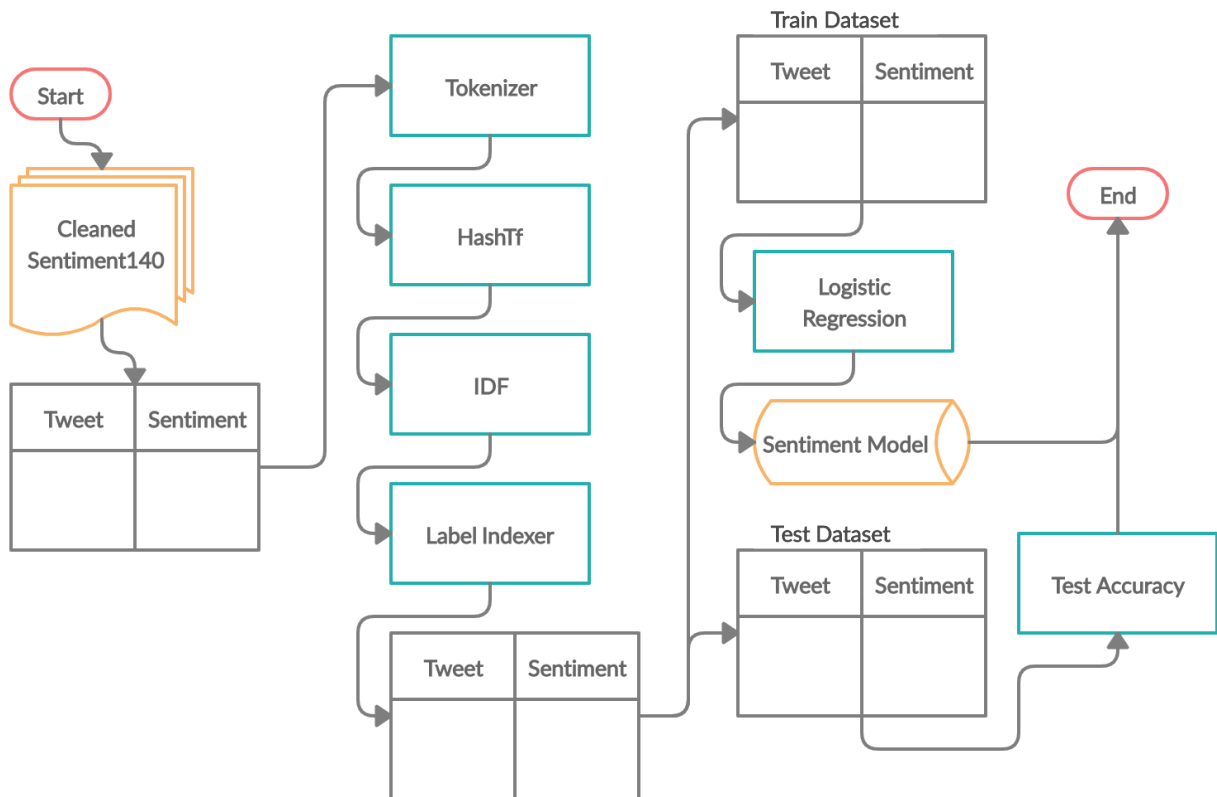 Start
Cleaned
Sentiment140
Tweet Sentiment
Tokenizer
HashTf
IDF
Label Indexer
Tweet Sentiment
Train Dataset
Tweet Sentiment
Logistic
Regression
Sentiment Model
Test Dataset
Tweet Sentiment
Test Accuracy
End